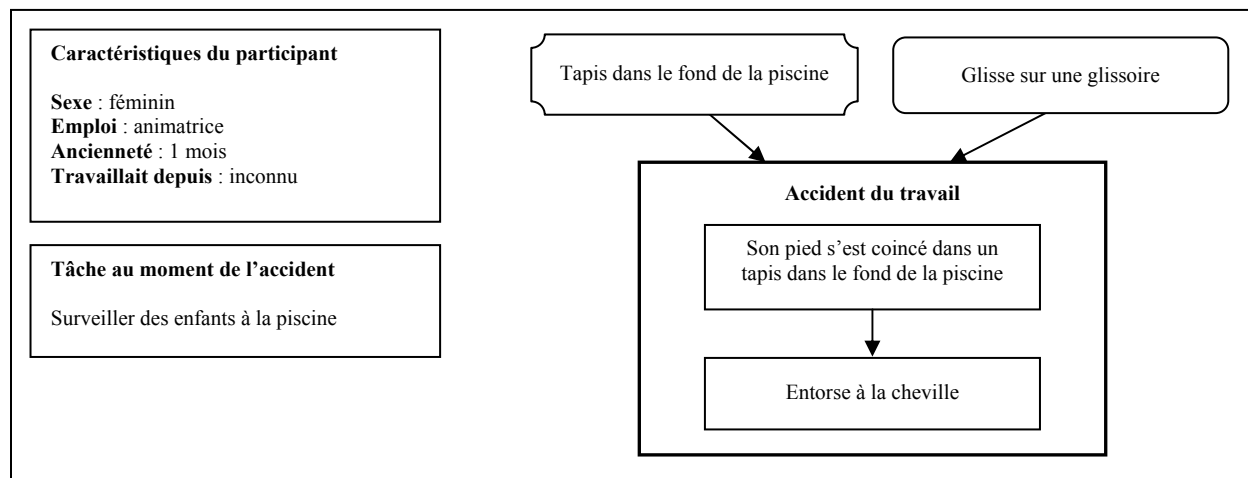 Caractéristiques du participant
Sexe : féminin
Emploi : animatrice
Ancienneté : 1 mois
Travaillait depuis : inconnu
Tâche au moment de l’accident
Surveiller des enfants à la piscine
Tapis dans le fond de la piscine
Glisse sur une glissoire
Accident du travail
Son pied s’est coincé dans un
tapis dans le fond de la piscine
Entorse à la cheville